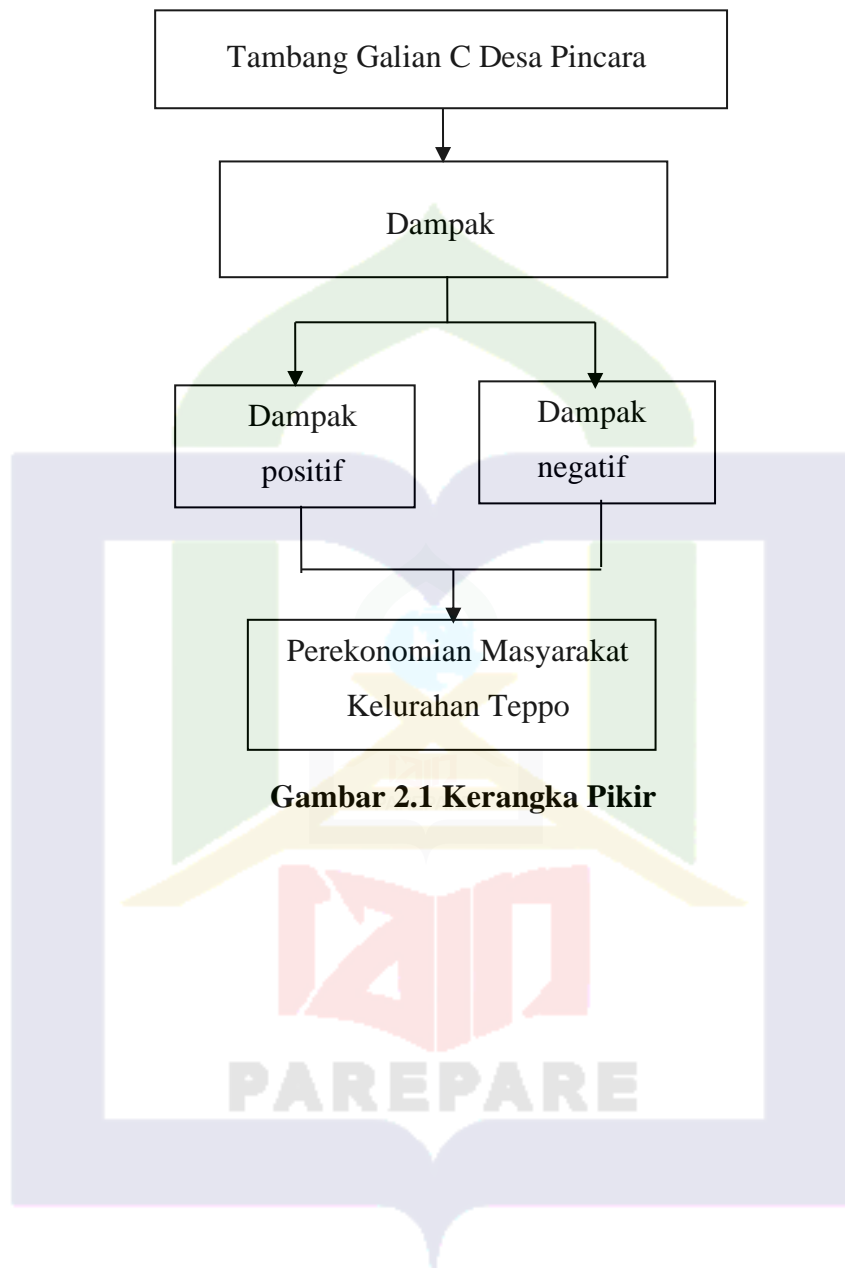 Tambang Galian C Desa Pincara
Dampak
Dampak
positif
Dampak
negatif
Perekonomian Masyarakat
Kelurahan Teppo
Gambar 2.1 Kerangka Pikir
iain
PAREPARE